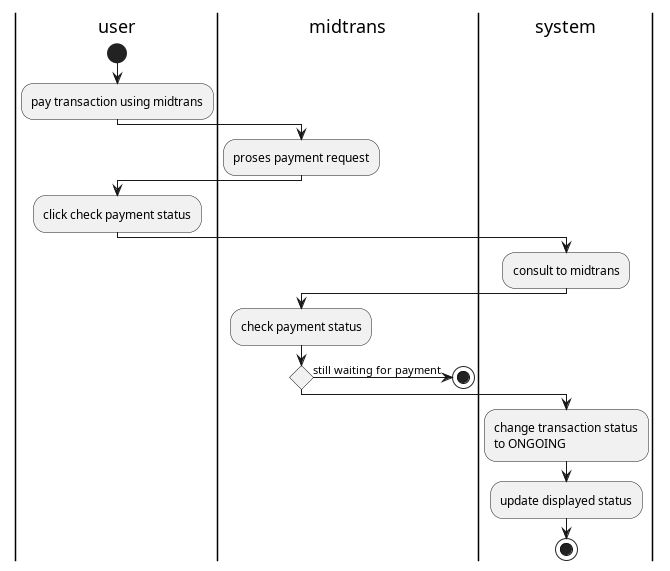 user
midtrans
system
pay transaction using midtrans
proses payment request
click check payment status
consult to midtrans
check payment status
still waiting for payment
change transaction status
to ONGOING
update displayed status